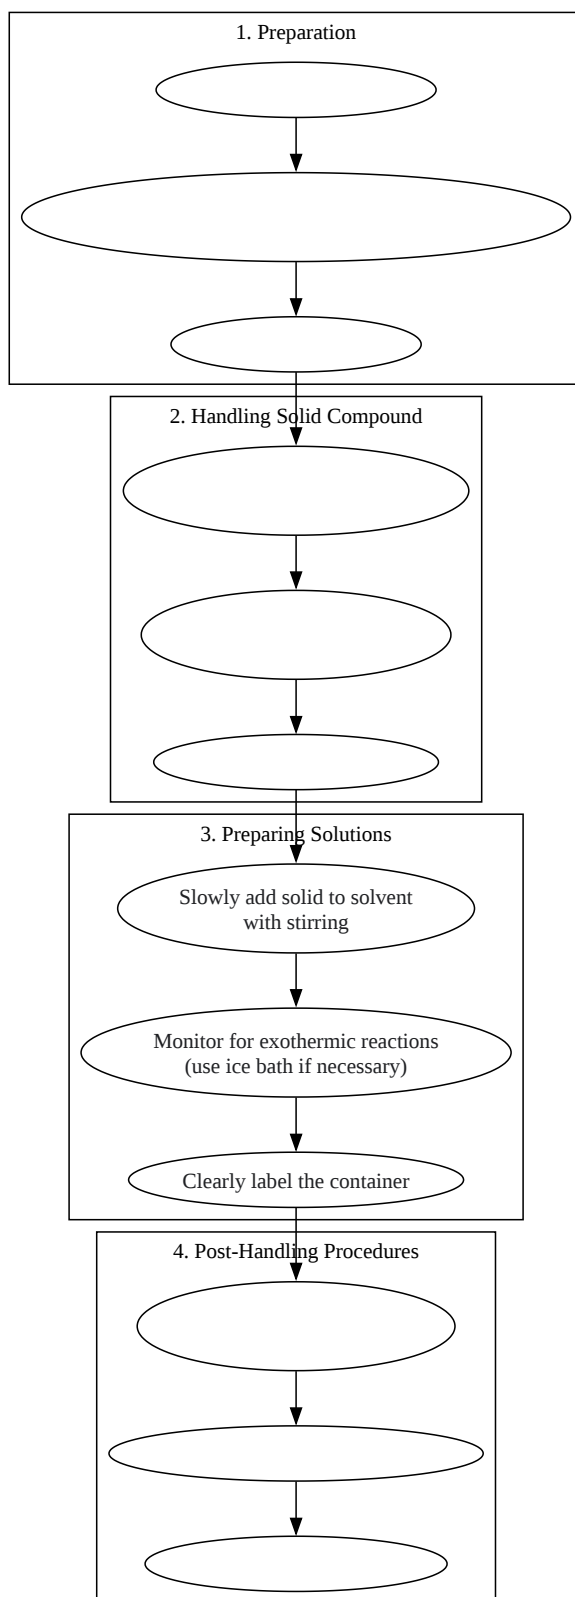 1. Preparation
2. Handling Solid Compound
3. Preparing Solutions
Slowly add solid to solvent
with stirring
Monitor for exothermic reactions
(use ice bath if necessary)
Clearly label the container
4. Post-Handling Procedures